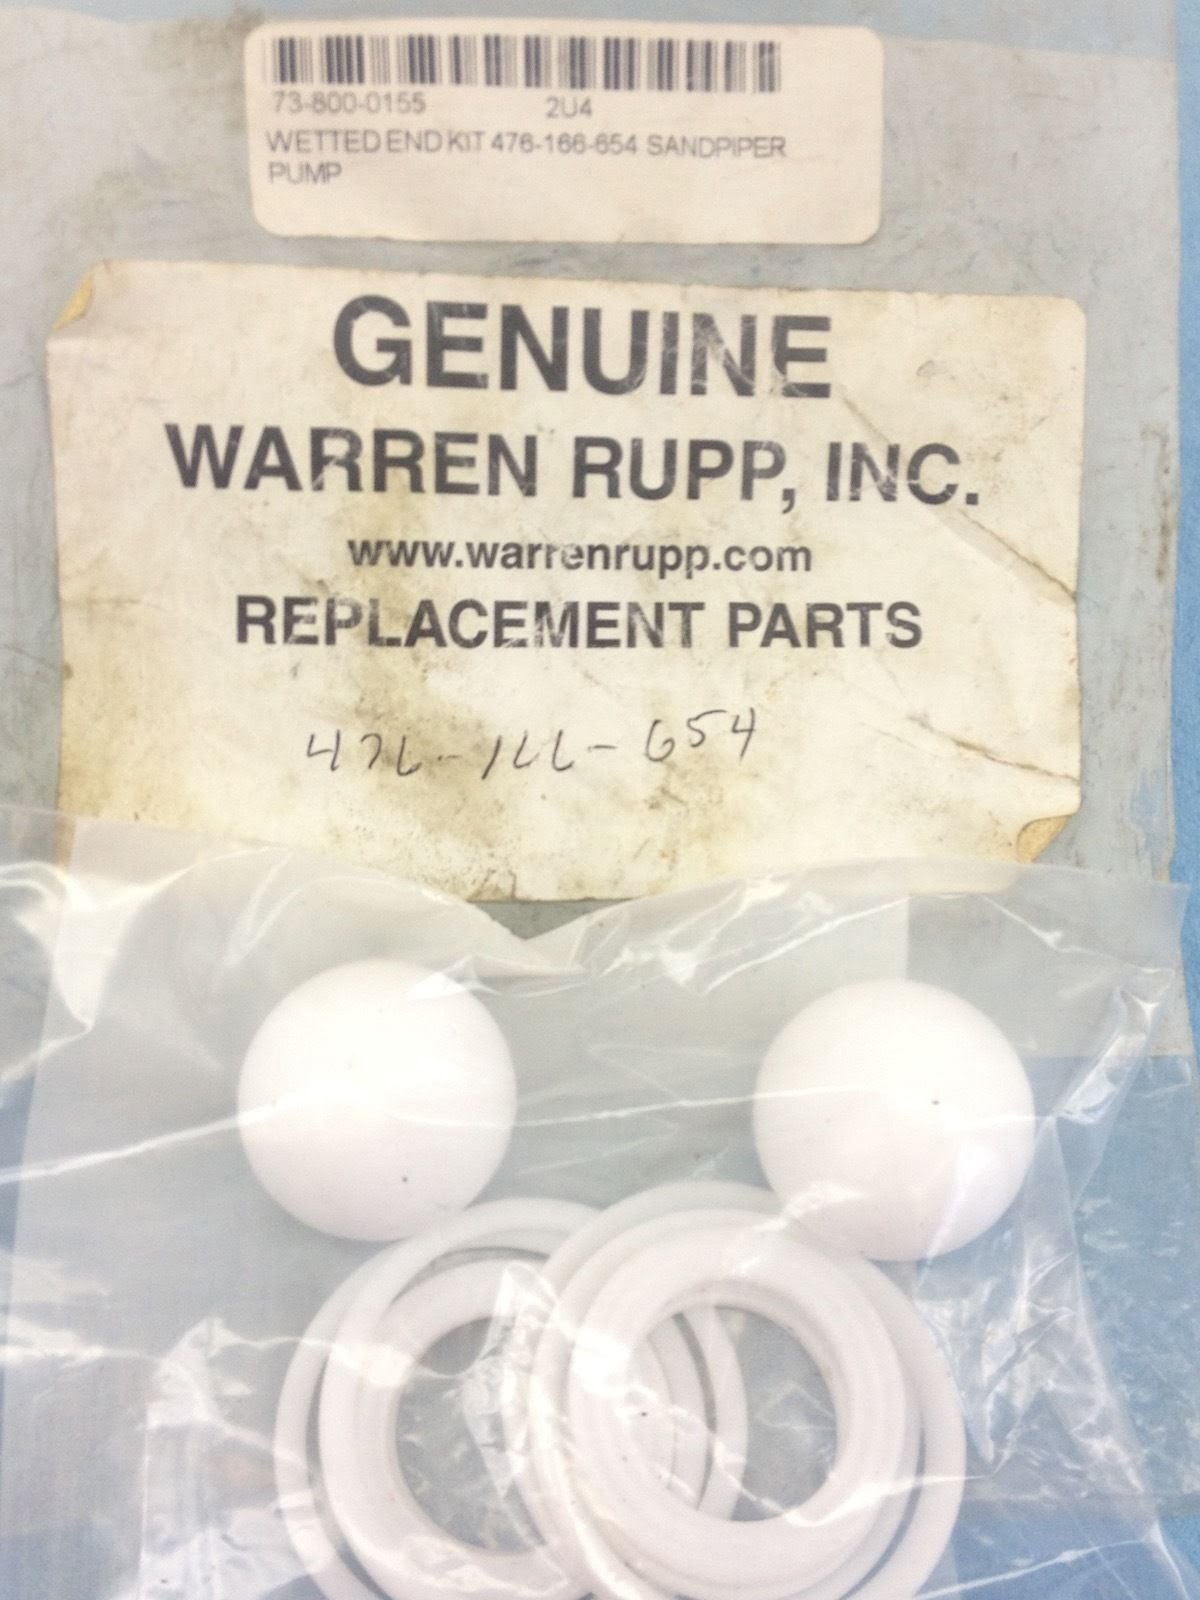 73-800-0155 2U4
WETTED END KIT 476-166-654 SANDPIPER
PUMP
GENUINE
WARREN RUPP, INC.
www.warrenrupp.com
REPLACEMENT PARTS
476-166-654